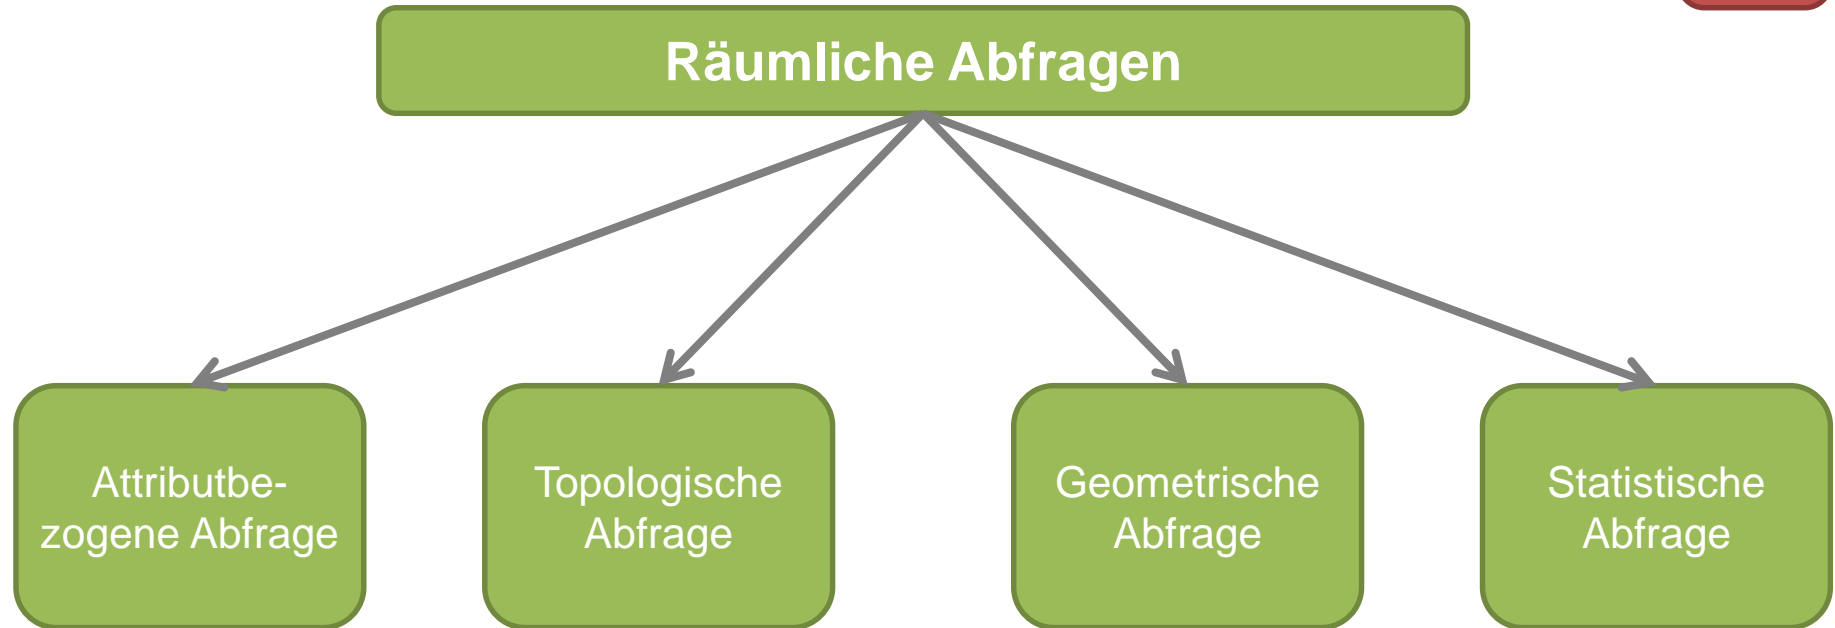 Räumliche Abfragen
Attributbe-
zogene Abfrage
Topologische
Abfrage
Geometrische
Abfrage
Statistische
Abfrage